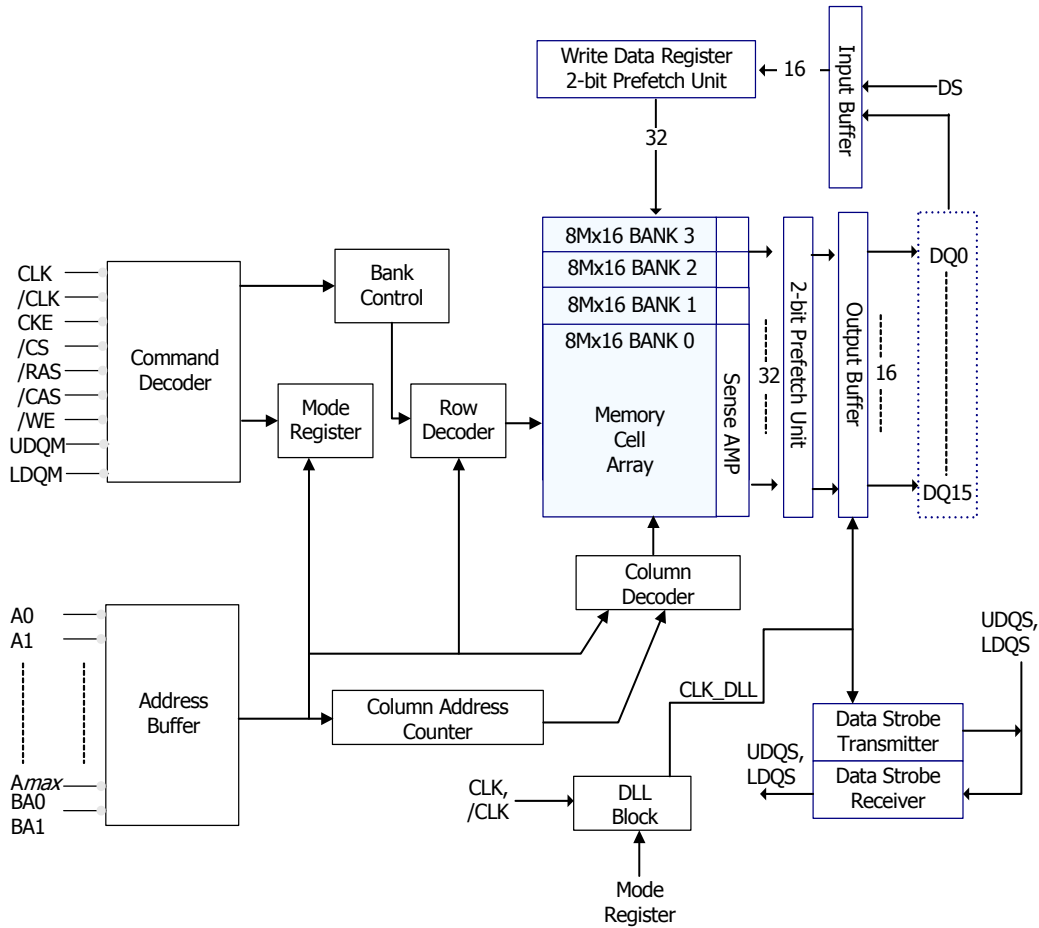 Write Data Register
2-bit Prefetch Unit
16
Input Buffer
DS
32
8Mx16 BANK 3
8Mx16 BANK 2
8Mx16 BANK 1
8Mx16 BANK 0
Memory
Cell
Array
Sense AMP
32
2-bit Prefetch Unit
Output Buffer
16
DQ0
DQ15
CLK
/CLK
CKE
/CS
/RAS
/CAS
/WE
UDQM
LDQM
Command
Decoder
Bank
Control
Mode
Register
Row
Decoder
Column
Decoder
A0
A1
Amax
BA0
BA1
Address
Buffer
Column Address
Counter
CLK_DLL
UDQS,
LDQS
Data Strobe
Transmitter
Data Strobe
Receiver
UDQS,
LDQS
CLK,
/CLK
DLL
Block
Mode
Register